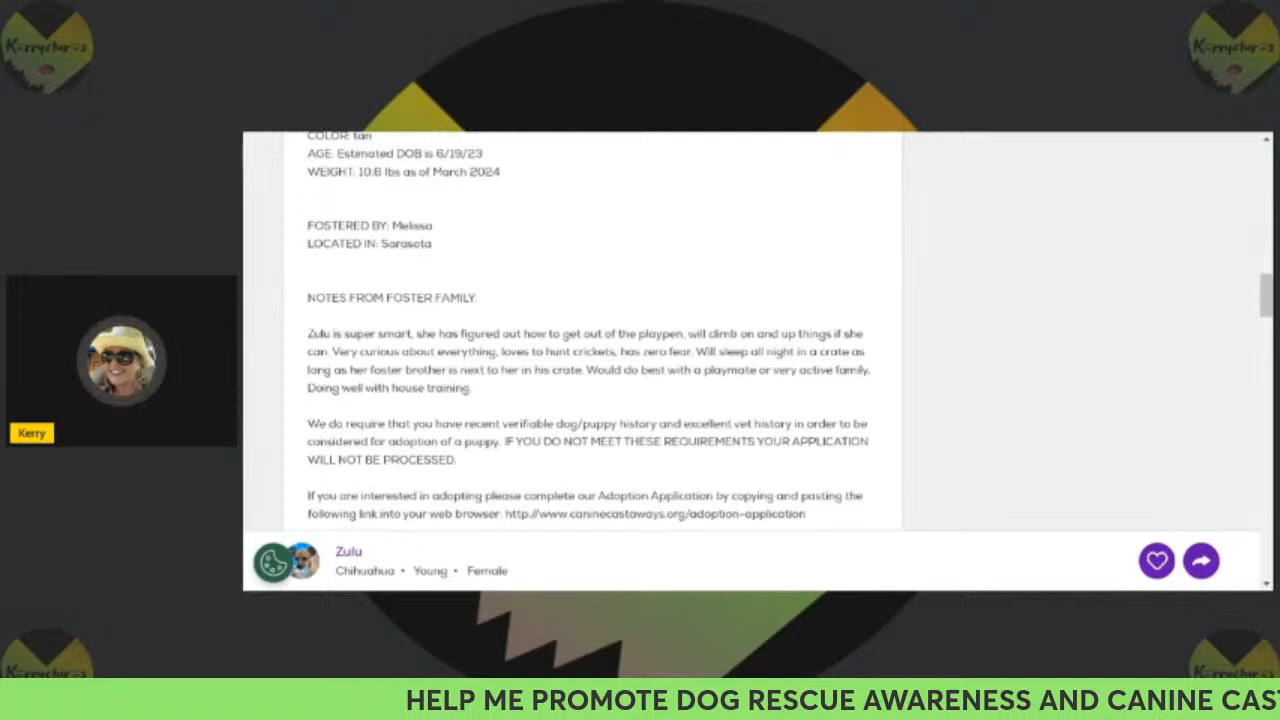 Kerryctures
Kerryctures
COLOR: tan
AGE: Estimated DOB is 6/19/23
WEIGHT: 10.6 lbs as of March 2024
FOSTERED BY: Melissa
LOCATED IN: Sarasota
NOTES FROM FOSTER FAMILY:
Zulu is super smart, she has figured out how to get out of the playpen, will climb on and up things if she
can. Very curious about everything, loves to hunt crickets, has zero fear. Will sleep all night in a crate as
long as her foster brother is next to her in his crate. Would do best with a playmate or very active family.
Doing well with house training.
We do require that you have recent verifiable dog/puppy history and excellent vet history in order to be
considered for adoption of a puppy. IF YOU DO NOT MEET THESE REQUIREMENTS YOUR APPLICATION
WILL NOT BE PROCESSED.
If you are interested in adopting please complete our Adoption Application by copying and pasting the
following link into your web browser: http://www.caninecastaways.org/adoption-application
Kerry
Zulu
Chihuahua • Young • Female
HELP ME PROMOTE DOG RESCUE AWARENESS AND CANINE CAS